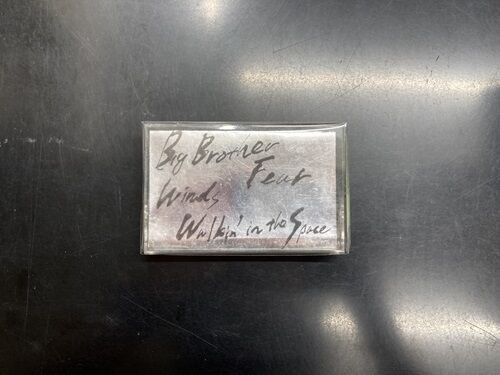 Big Brother
Fear
Winds
Walkin' in the Space